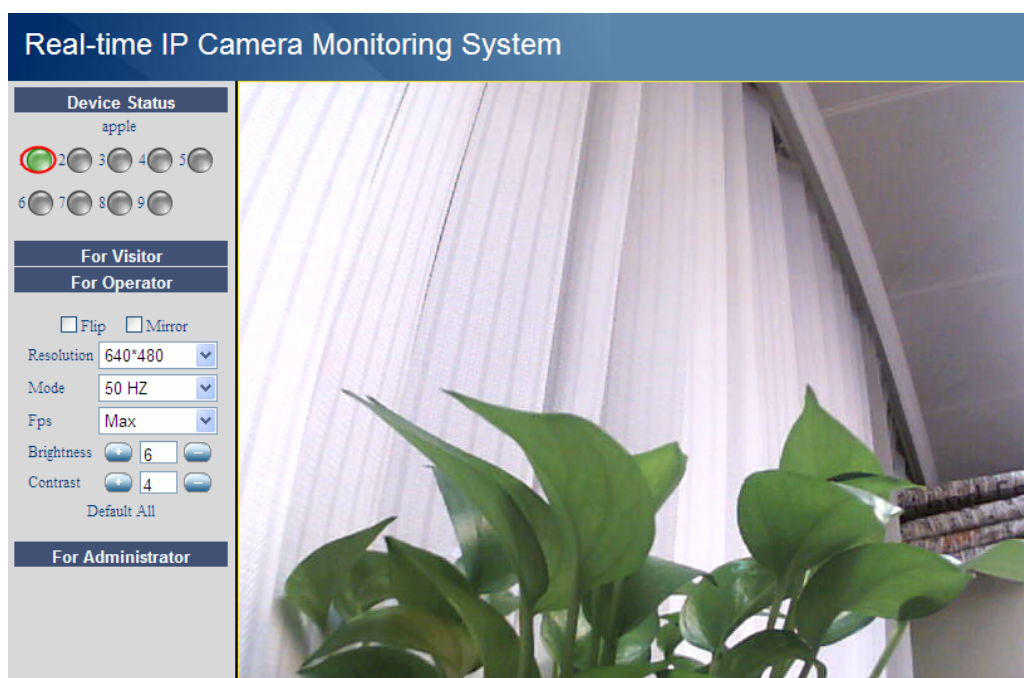 Real-time IP Camera Monitoring System
Device Status
apple
2 3 4 5
6 7 8 9
For Visitor
For Operator
Flip Mirror
Resolution 640*480
Mode 50 HZ
Fps Max
Brightness + 6 -
Contrast + 4 -
Default All
For Administrator